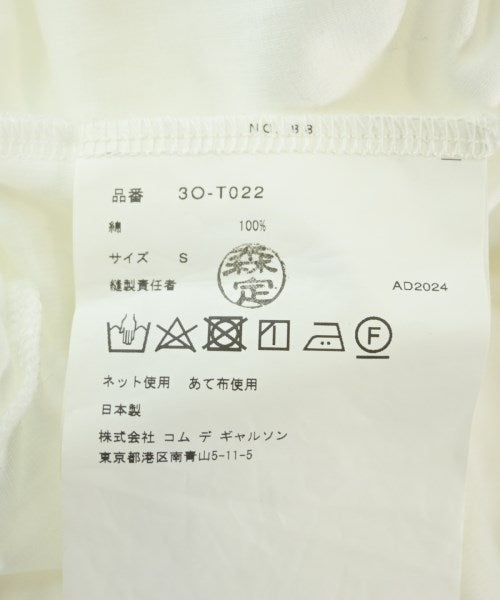 NO. 88
品番 3O-T022
綿 100%
サイズ S
森定
縫製責任者
AD2024
F
ネット使用 あて布使用
日本製
株式会社 コム デ ギャルソン
東京都港区南青山5-11-5